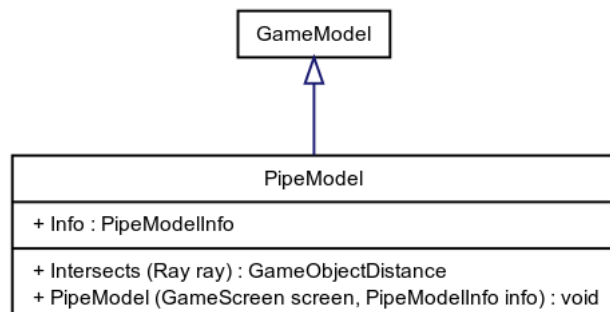 GameModel
PipeModel
+ Info : PipeModelInfo
+ Intersects (Ray ray) : GameObjectDistance
+ PipeModel (GameScreen screen, PipeModelInfo info) : void